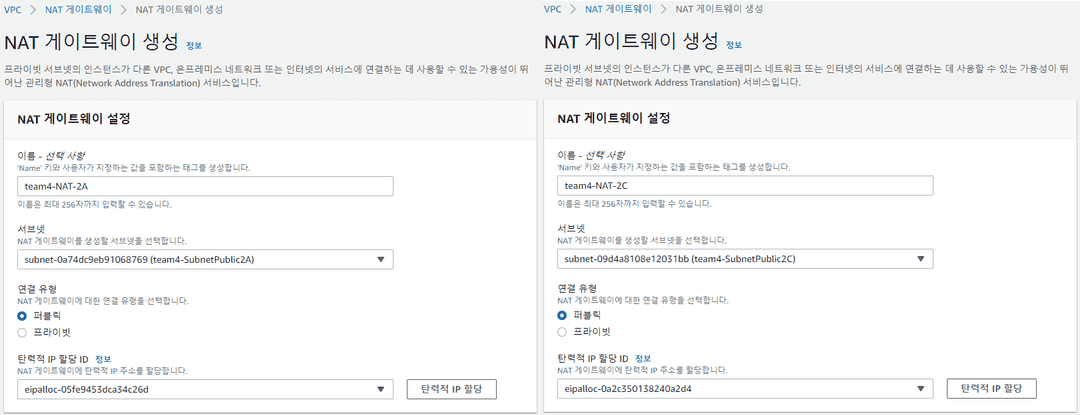 VPC > NAT 게이트웨이 > NAT 게이트웨이 생성
NAT 게이트웨이 생성 정보
프라이빗 서브넷의 인스턴스가 다른 VPC, 온프레미스 네트워크 또는 인터넷의 서비스에 연결하는 데 사용할 수 있는 가용성이 뛰
어난 관리형 NAT(Network Address Translation) 서비스입니다.
NAT 게이트웨이 설정
이름 - 선택 사항
'Name' 키와 사용자가 지정하는 값을 포함하는 태그를 생성합니다.
team4-NAT-2A
이름은 최대 256자까지 입력할 수 있습니다.
서브넷
NAT 게이트웨이를 생성할 서브넷을 선택합니다.
subnet-0a74dc9eb91068769 (team4-SubnetPublic2A)
연결 유형
NAT 게이트웨이에 대한 연결 유형을 선택합니다.
퍼블릭
프라이빗
탄력적 IP 할당 ID 정보
NAT 게이트웨이에 탄력적 IP 주소를 할당합니다.
eipalloc-05fe9453dca34c26d
탄력적 IP 할당
VPC > NAT 게이트웨이 > NAT 게이트웨이 생성
NAT 게이트웨이 생성 정보
프라이빗 서브넷의 인스턴스가 다른 VPC, 온프레미스 네트워크 또는 인터넷의 서비스에 연결하는 데 사용할 수 있는 가용성이 뛰
어난 관리형 NAT(Network Address Translation) 서비스입니다.
NAT 게이트웨이 설정
이름 - 선택 사항
'Name' 키와 사용자가 지정하는 값을 포함하는 태그를 생성합니다.
team4-NAT-2C
이름은 최대 256자까지 입력할 수 있습니다.
서브넷
NAT 게이트웨이를 생성할 서브넷을 선택합니다.
subnet-09d4a8108e12031bb (team4-SubnetPublic2C)
연결 유형
NAT 게이트웨이에 대한 연결 유형을 선택합니다.
퍼블릭
프라이빗
탄력적 IP 할당 ID 정보
NAT 게이트웨이에 탄력적 IP 주소를 할당합니다.
eipalloc-0a2c350138240a2d4
탄력적 IP 할당